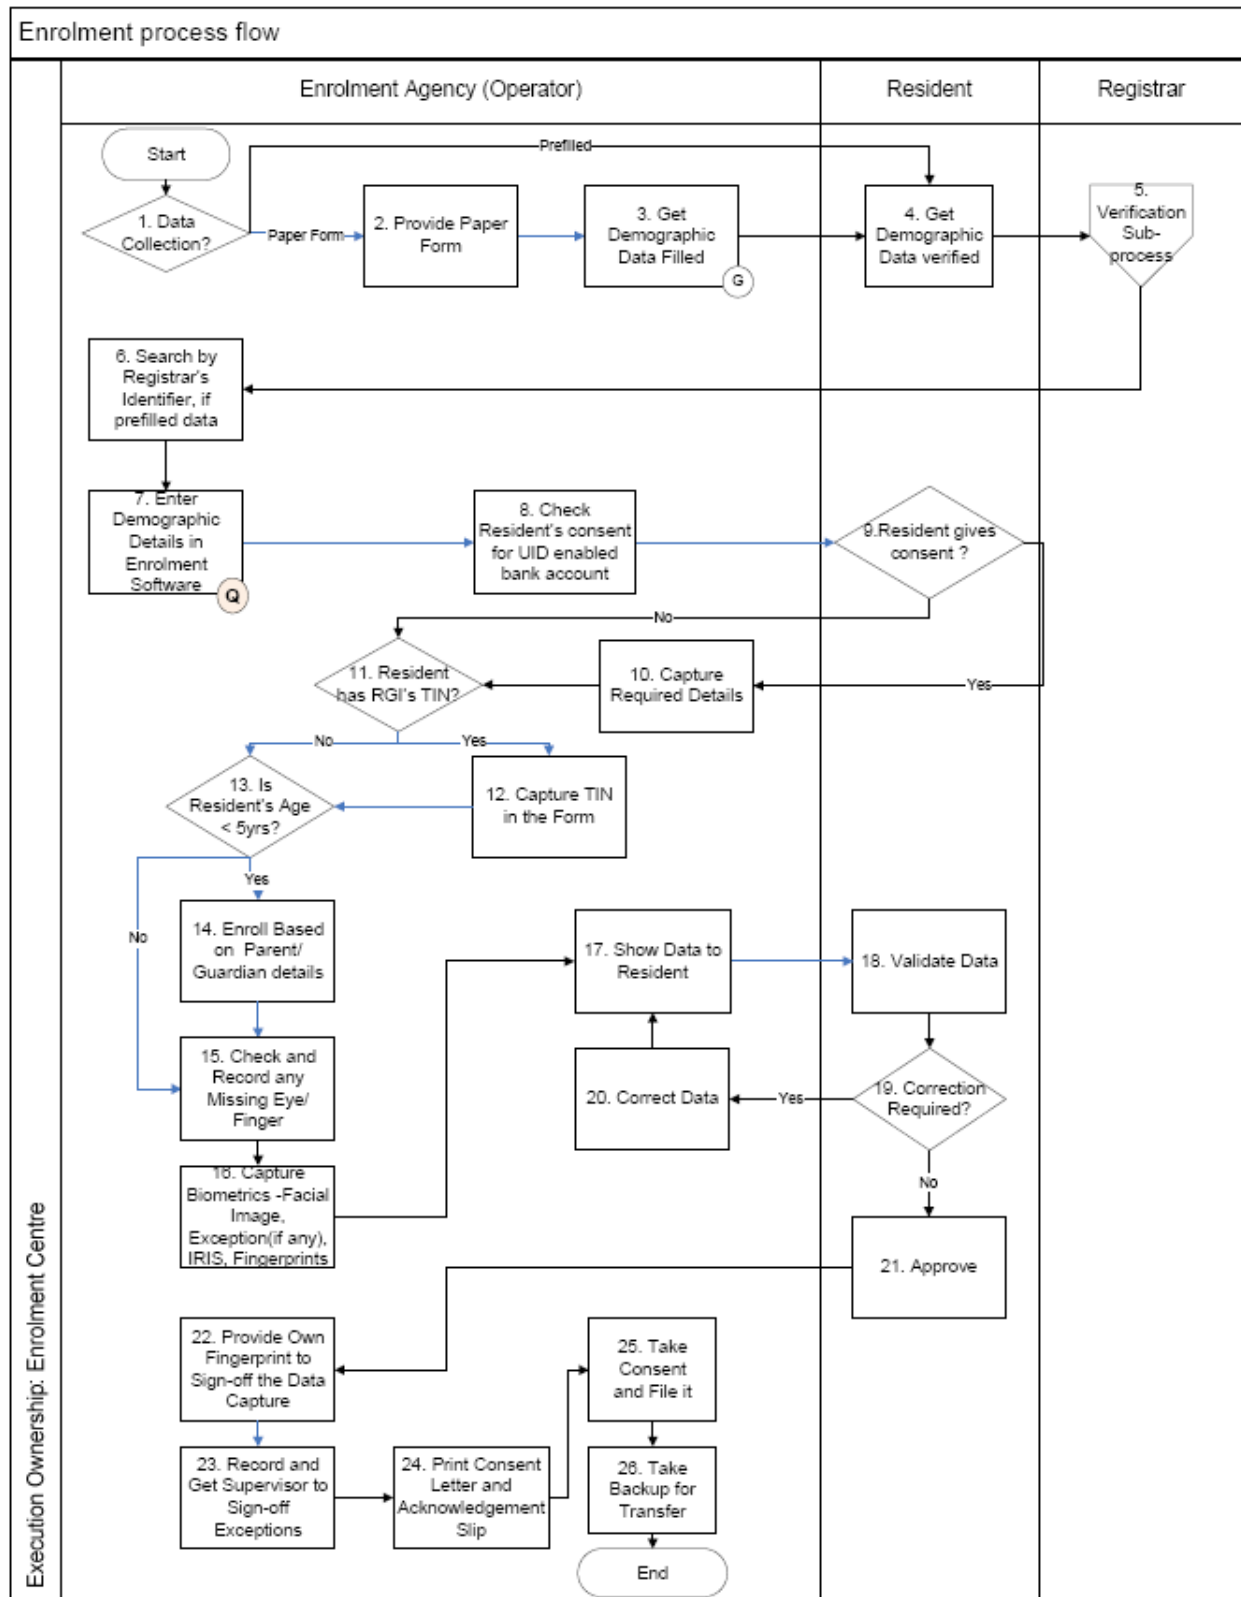 Enrolment process flow
Enrolment Agency (Operator)
Resident
Registrar
Start
Prefilled
1. Data
Collection?
Paper Form
2. Provide Paper
Form
3. Get
Demographic
Data Filled
G
4. Get
Demographic
Data verified
5.
Verification
Sub-
process
6. Search by
Registrar's
Identifier, if
prefilled data
7. Enter
Demographic
Details in
Enrolment
Software
Q
8. Check
Resident's consent
for UID enabled
bank account
9.Resident gives
consent ?
No
Yes
10. Capture
Required Details
11. Resident
has RGI's TIN?
No
Yes
12. Capture TIN
in the Form
13. Is
Resident's Age
< 5yrs?
Yes
No
14. Enroll Based
on Parent/
Guardian details
15. Check and
Record any
Missing Eye/
Finger
16. Capture
Biometrics -Facial
Image,
Exception(if any),
IRIS, Fingerprints
17. Show Data to
Resident
18. Validate Data
19. Correction
Required?
Yes
20. Correct Data
No
21. Approve
22. Provide Own
Fingerprint to
Sign-off the Data
Capture
23. Record and
Get Supervisor to
Sign-off
Exceptions
24. Print Consent
Letter and
Acknowledgement
Slip
25. Take
Consent
and File it
26. Take
Backup for
Transfer
End
Execution Ownership: Enrolment Centre